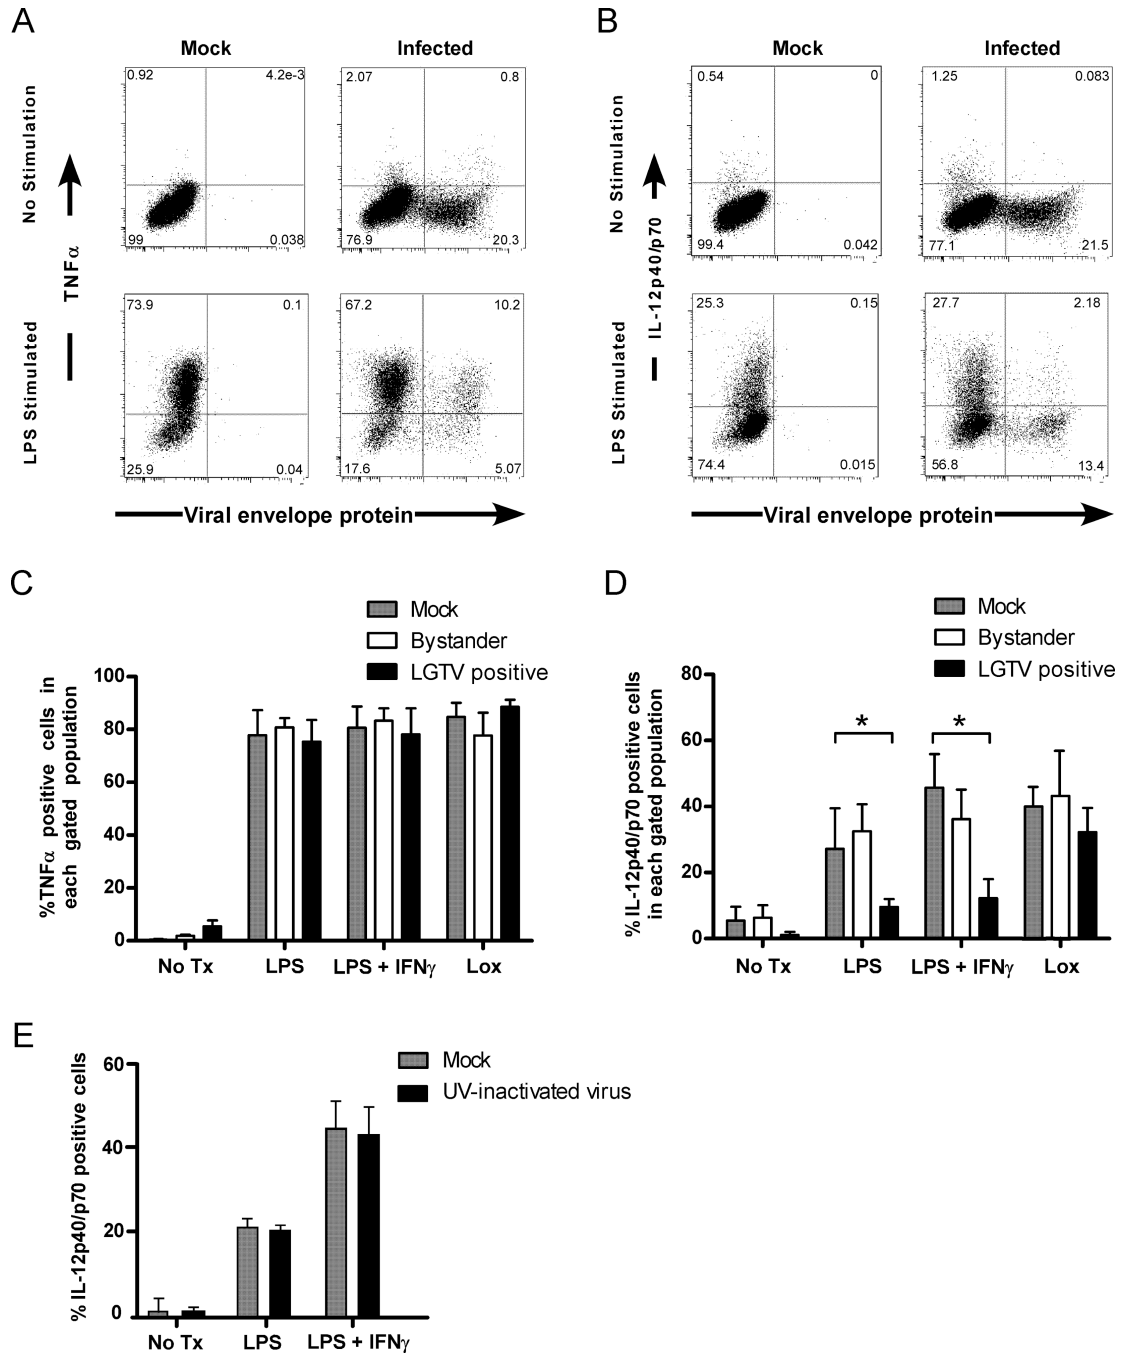 A
Mock
Infected
No Stimulation
0.92
4.2e-3
99
0.038
2.07
0.8
76.9
20.3
TNFα
LPS Stimulated
73.9
0.1
25.9
0.04
67.2
10.2
17.6
5.07
Viral envelope protein
B
Mock
Infected
No Stimulation
0.54
0
99.4
0.042
1.25
0.083
77.1
21.5
IL-12p40/p70
LPS Stimulated
25.3
0.15
74.4
0.015
27.7
2.18
56.8
13.4
Viral envelope protein
C
Mock
Bystander
LGTV positive
%TNFα positive cells in
each gated population
100
80
60
40
20
0
No Tx
LPS
LPS + IFNγ
Lox
D
Mock
Bystander
LGTV positive
% IL-12p40/p70 positive cells
in each gated population
80
60
40
20
0
*
*
No Tx
LPS
LPS + IFNγ
Lox
E
Mock
UV-inactivated virus
% IL-12p40/p70 positive cells
60
40
20
0
No Tx
LPS
LPS + IFNγ